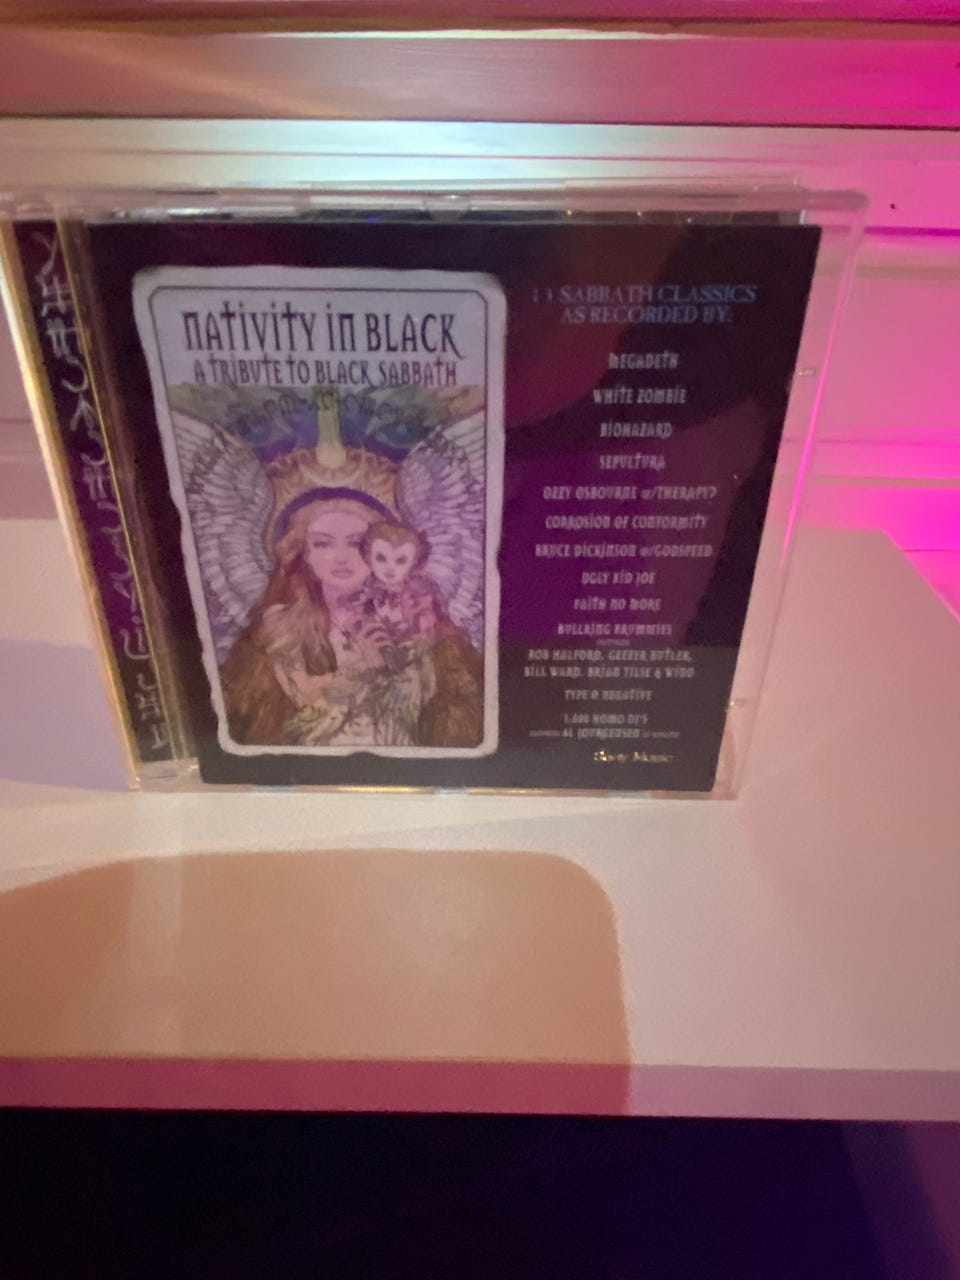 NATIVITY IN BLACK
A TRIBUTE TO BLACK SABBATH
SABBATH CLASSICS
AS RECORDED BY:
MEGADETH
WHITE ZOMBIE
BIOHAZARD
SEPULTURA
OZZY OSBOURNE w/THERAPY?
CORROSION OF CONFORMITY
BRUCE DICKINSON w/GODSPEED
UGLY KID JOE
FAITH NO MORE
BULLRING BRUMMIES
ROB HALFORD, GEEZER BUTLER,
BILL WARD, BRIAN TILSE & WINO
TYPE O NEGATIVE
1,000 HOMO DJ'S
AL JOURGENSEN
Sony Music